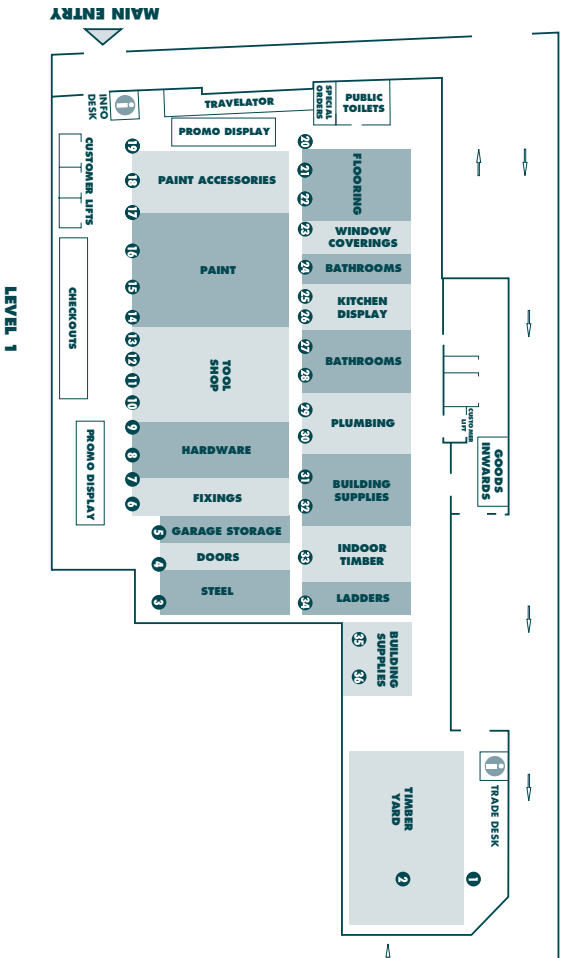 MAIN ENTRY
INFO
DESK
i
TRAVELATOR
SPECIAL
ORDERS
PUBLIC
TOILETS
PROMO DISPLAY
CUSTOMER LIFTS
19
18
17
PAINT ACCESSORIES
16
15
14
PAINT
13
12
11
10
TOOL
SHOP
9
8
HARDWARE
7
6
FIXINGS
5
GARAGE STORAGE
4
DOORS
3
STEEL
20
21
22
FLOORING
23
WINDOW
COVERINGS
24
BATHROOMS
25
26
KITCHEN
DISPLAY
27
28
BATHROOMS
29
30
PLUMBING
31
32
BUILDING
SUPPLIES
33
INDOOR
TIMBER
34
LADDERS
35
36
BUILDING
SUPPLIES
CHECKOUTS
PROMO DISPLAY
LEVEL 1
CUSTOMER
LIFT
GOODS
INWARDS
i
TRADE DESK
TIMBER
YARD
2
1